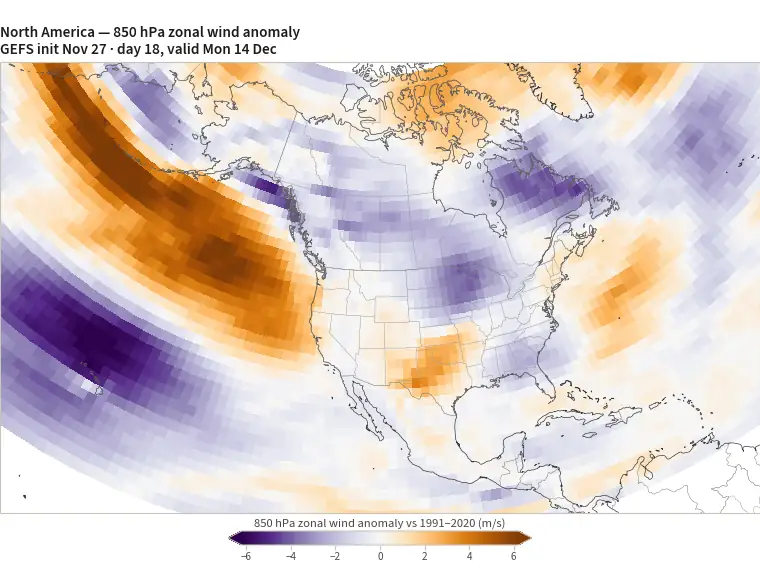 North America — 850 hPa zonal wind anomaly
GEFS init Nov 27 · day 18, valid Mon 14 Dec
850 hPa zonal wind anomaly vs 1991–2020 (m/s)
−6 −4 −2 0 2 4 6